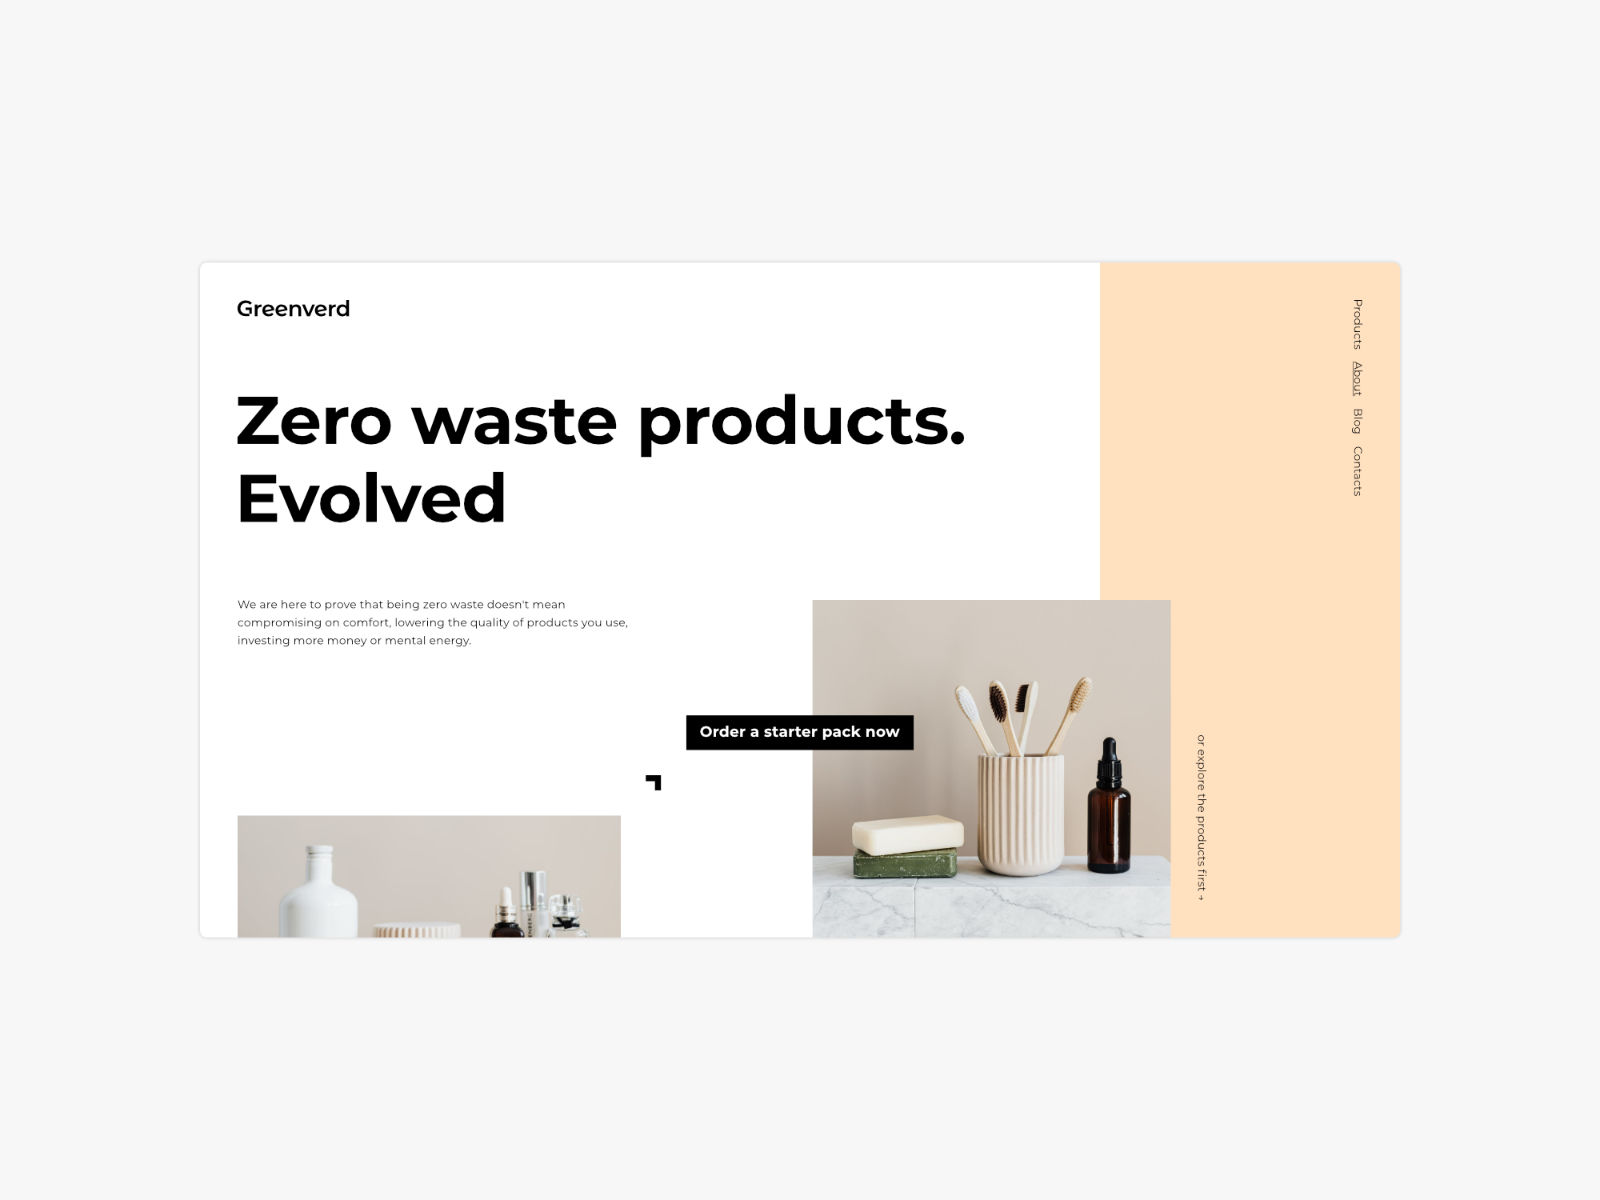 Greenverd
Products
About
Blog
Contacts
Zero waste products.
Evolved
We are here to prove that being zero waste doesn't mean
compromising on comfort, lowering the quality of products you use,
investing more money or mental energy.
Order a starter pack now
or explore the products first →